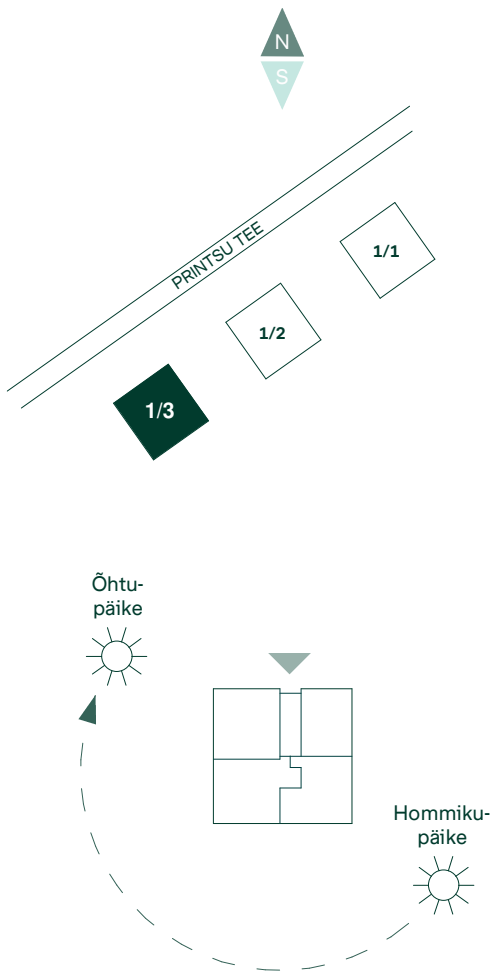 N
S
PRINTSU TEE
1/1
1/2
1/3
Õhtu-
päike
Hommiku-
päike